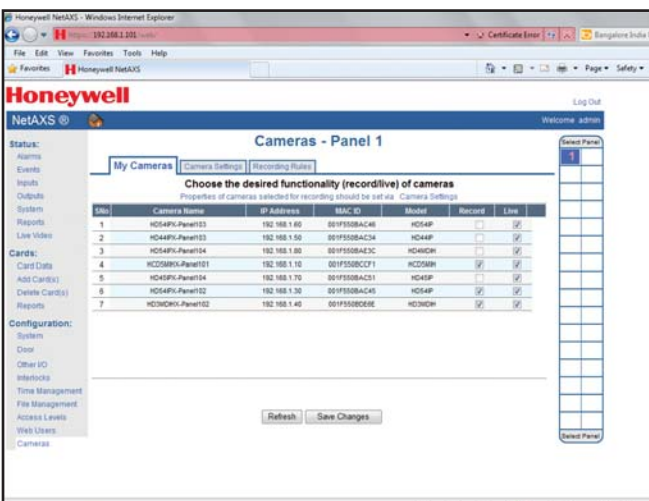 Honeywell NetAXS - Windows Internet Explorer
192.168.1.101
Certificate Error
File Edit View Favorites Tools Help
Favorites Honeywell NetAXS
Page Safety
Honeywell
Log Out
NetAXS ®
Welcome admin
Status:
Alarms
Events
Inputs
Outputs
System
Reports
Live Video
Cards:
Card Data
Add Card(s)
Delete Card(s)
Reports
Configuration:
System
Door
Other I/O
Interlocks
Time Management
File Management
Access Levels
Web Users
Cameras
Cameras - Panel 1
My Cameras Camera Settings Recording Rules
Choose the desired functionality (record/live) of cameras
Properties of cameras selected for recording should be set via Camera Settings
SNo Camera Name IP Address MAC ID Model Record Live
1 HD54IPX-Panel103 192.168.1.60 001F550BAC46 HD54IP
2 HD44IPX-Panel103 192.168.1.50 001F550BAC34 HD44IP
3 HD54IPX-Panel104 192.168.1.80 001F550BAE3C HD4MDIH
4 HCD5MIHX-Panel101 192.168.1.10 001F550BCCF1 HCD5MIH
5 HD45IPX-Panel104 192.168.1.70 001F550BAC51 HD45IP
6 HD54IPX-Panel102 192.168.1.30 001F550BAC45 HD54IP
7 HD3MDIHX-Panel102 192.168.1.40 HD3MDIH
Refresh Save Changes
Select Panel
1
Select Panel